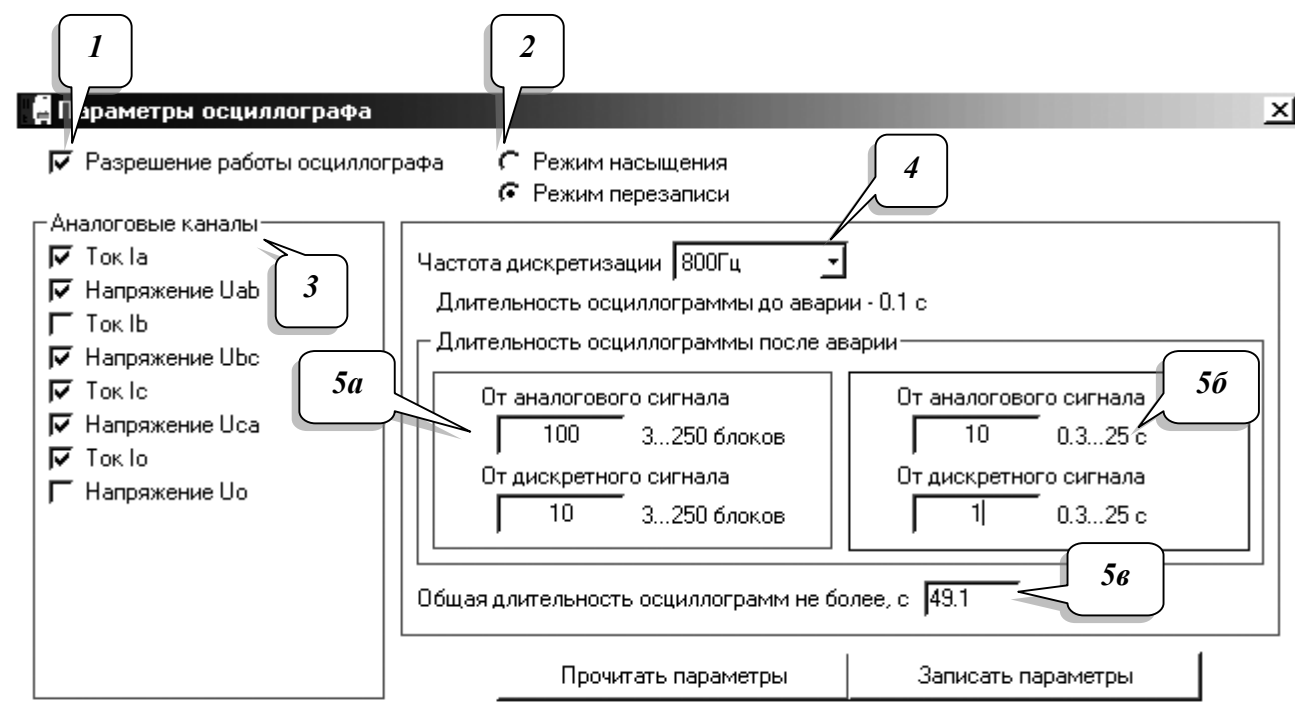 1
2
Параметры осциллографа
Разрешение работы осциллографа
Режим насыщения
Режим перезаписи
4
Аналоговые каналы
Ток Ia
Напряжение Uab
Ток Ib
Напряжение Ubc
Ток Ic
Напряжение Uca
Ток Io
Напряжение Uo
3
Частота дискретизации 800Гц
Длительность осциллограммы до аварии - 0.1 с
Длительность осциллограммы после аварии
5а
От аналогового сигнала
100 3...250 блоков
От дискретного сигнала
10 3...250 блоков
5б
От аналогового сигнала
10 0.3...25 с
От дискретного сигнала
1 0.3...25 с
5в
Общая длительность осциллограмм не более, с 49.1
Прочитать параметры
Записать параметры